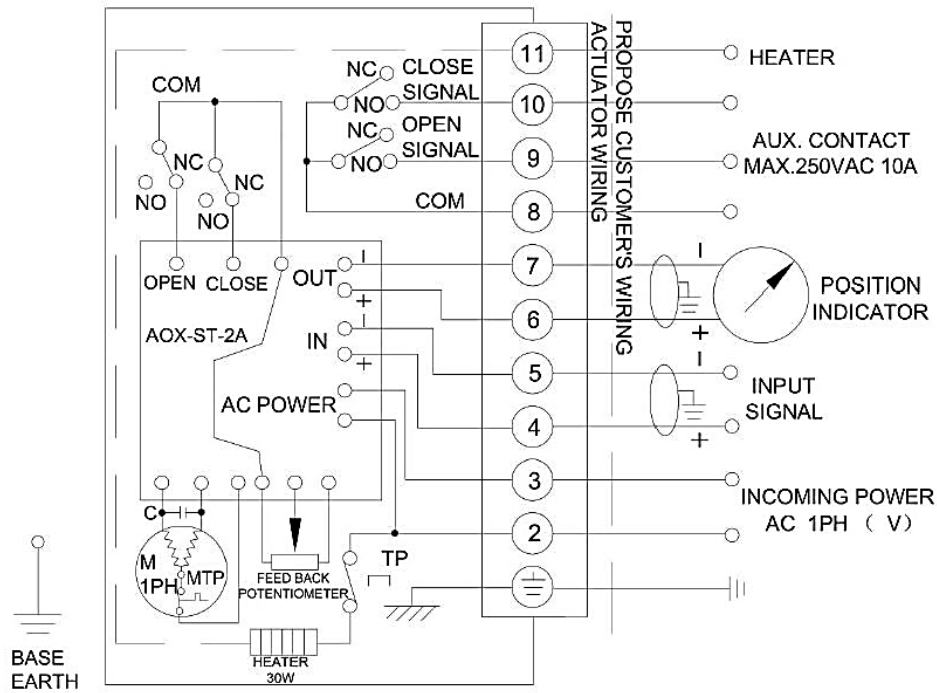 COM
NC
NO
NC
NO
NC
CLOSE
SIGNAL
NO
NC
OPEN
SIGNAL
NO
COM
11
10
9
8
7
6
5
4
3
2
ACTUATOR WIRING
PROPOSE CUSTOMER'S WIRING
HEATER
AUX. CONTACT
MAX.250VAC 10A
−
+
POSITION
INDICATOR
−
+
INPUT
SIGNAL
INCOMING POWER
AC 1PH ( V)
OPEN
CLOSE
OUT
−
+
AOX-ST-2A
IN
−
+
AC POWER
C
M
1PH
MTP
FEED BACK
POTENTIOMETER
TP
HEATER
30W
BASE
EARTH